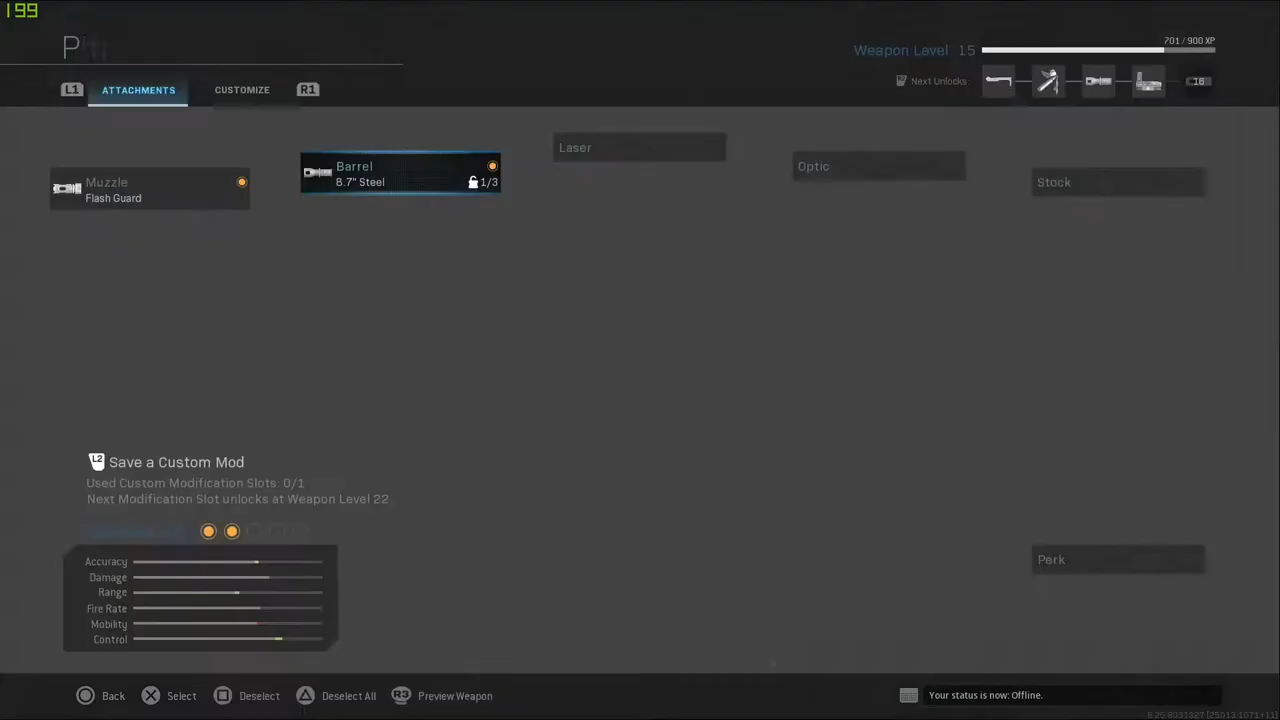 199
Weapon Level 15
701 / 900 XP
Next Unlocks:
16
L1
ATTACHMENTS
CUSTOMIZE
R1
Muzzle
Flash Guard
Barrel
8.7" Steel
1/3
Laser
Optic
Stock
L2 Save a Custom Mod
Used Custom Modification Slots: 0/1
Next Modification Slot unlocks at Weapon Level 22
Accuracy
Damage
Range
Fire Rate
Mobility
Control
Perk
Back
Select
Deselect
Deselect All
R3 Preview Weapon
Your status is now: Offline.